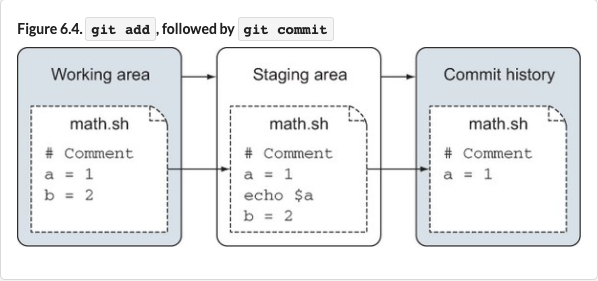 Figure 6.4. git add , followed by git commit
Working area
Staging area
Commit history
math.sh
# Comment
a = 1
b = 2
math.sh
# Comment
a = 1
echo $a
b = 2
math.sh
# Comment
a = 1